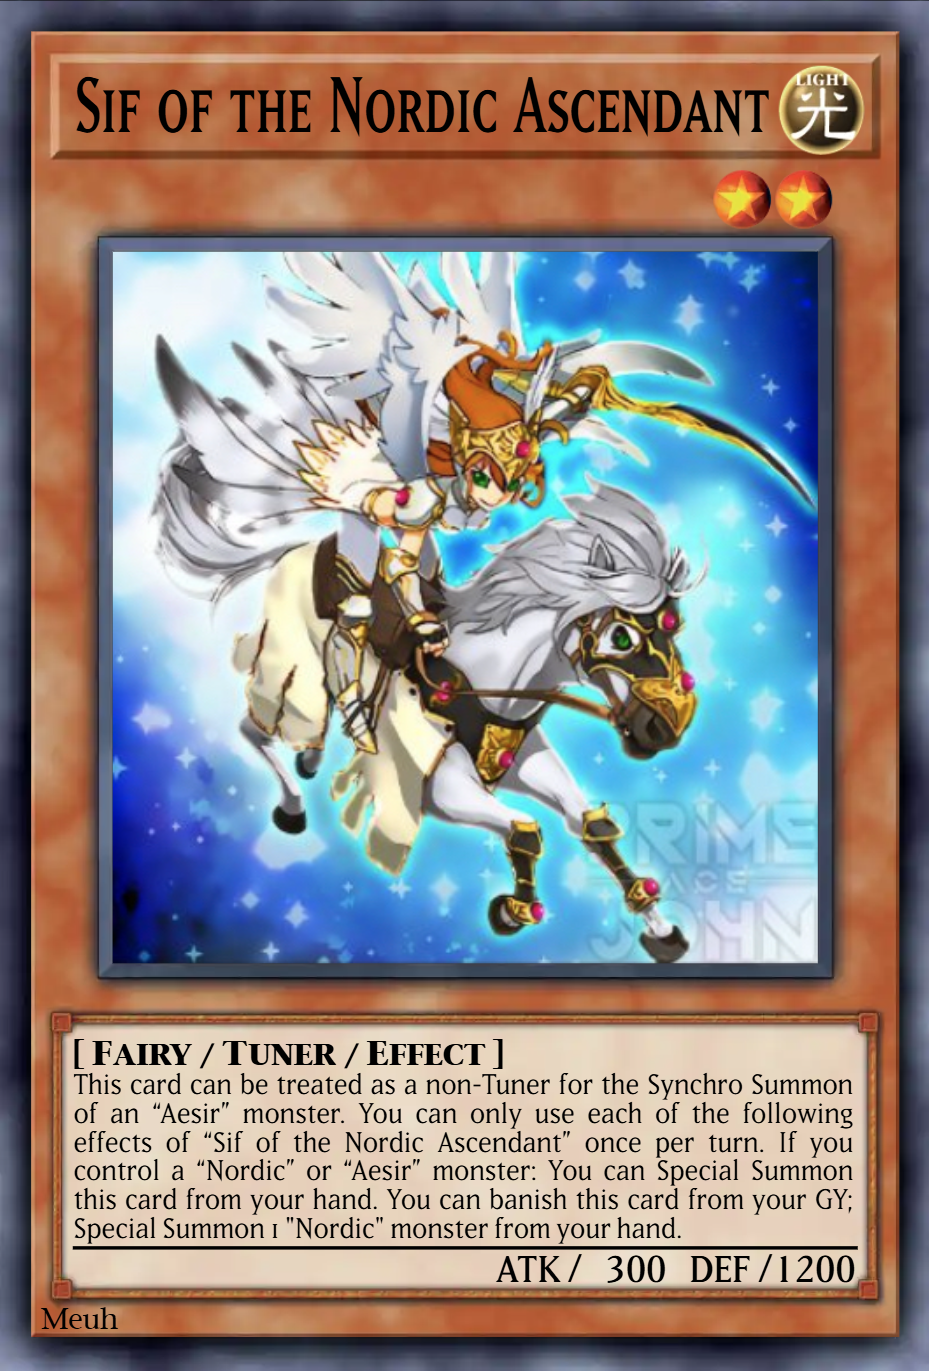 Sif of the Nordic Ascendant
LIGHT
光
[ Fairy / Tuner / Effect ]
This card can be treated as a non-Tuner for the Synchro Summon
of an “Aesir” monster. You can only use each of the following
effects of “Sif of the Nordic Ascendant” once per turn. If you
control a “Nordic” or “Aesir” monster: You can Special Summon
this card from your hand. You can banish this card from your GY;
Special Summon 1 "Nordic" monster from your hand.
ATK / 300 DEF /1200
Meuh